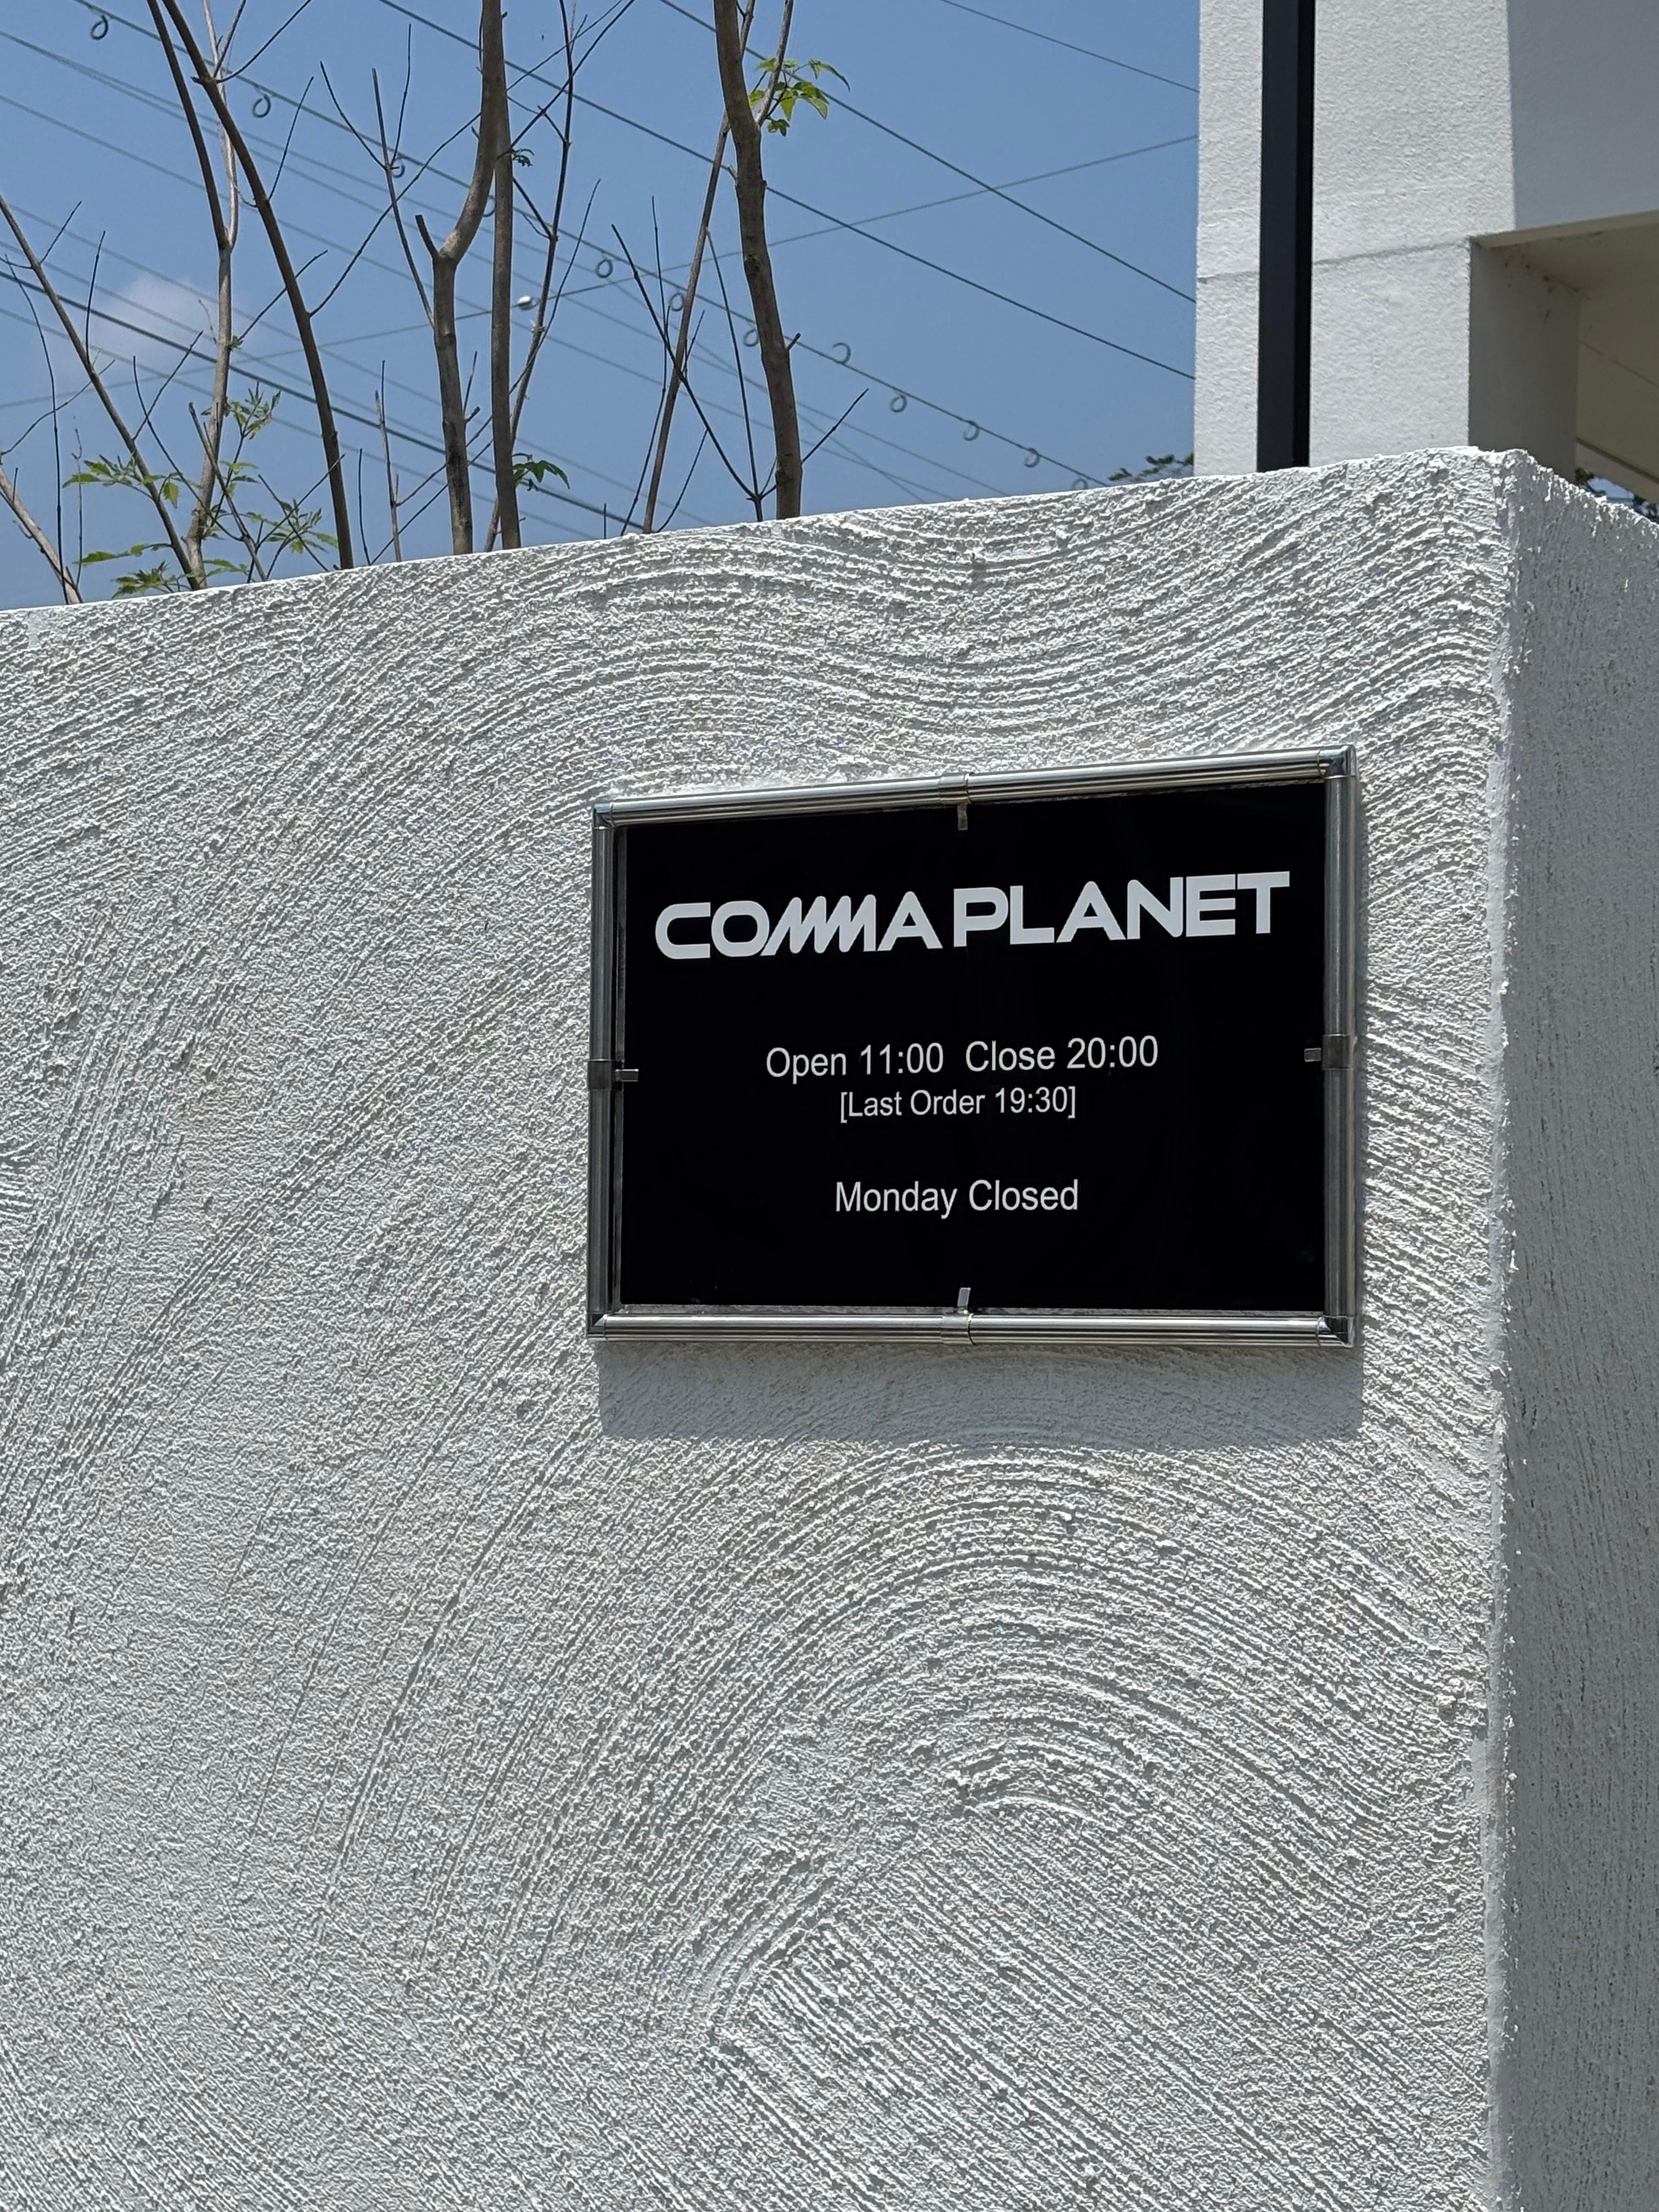 COMMA PLANET
Open 11:00 Close 20:00
[Last Order 19:30]
Monday Closed